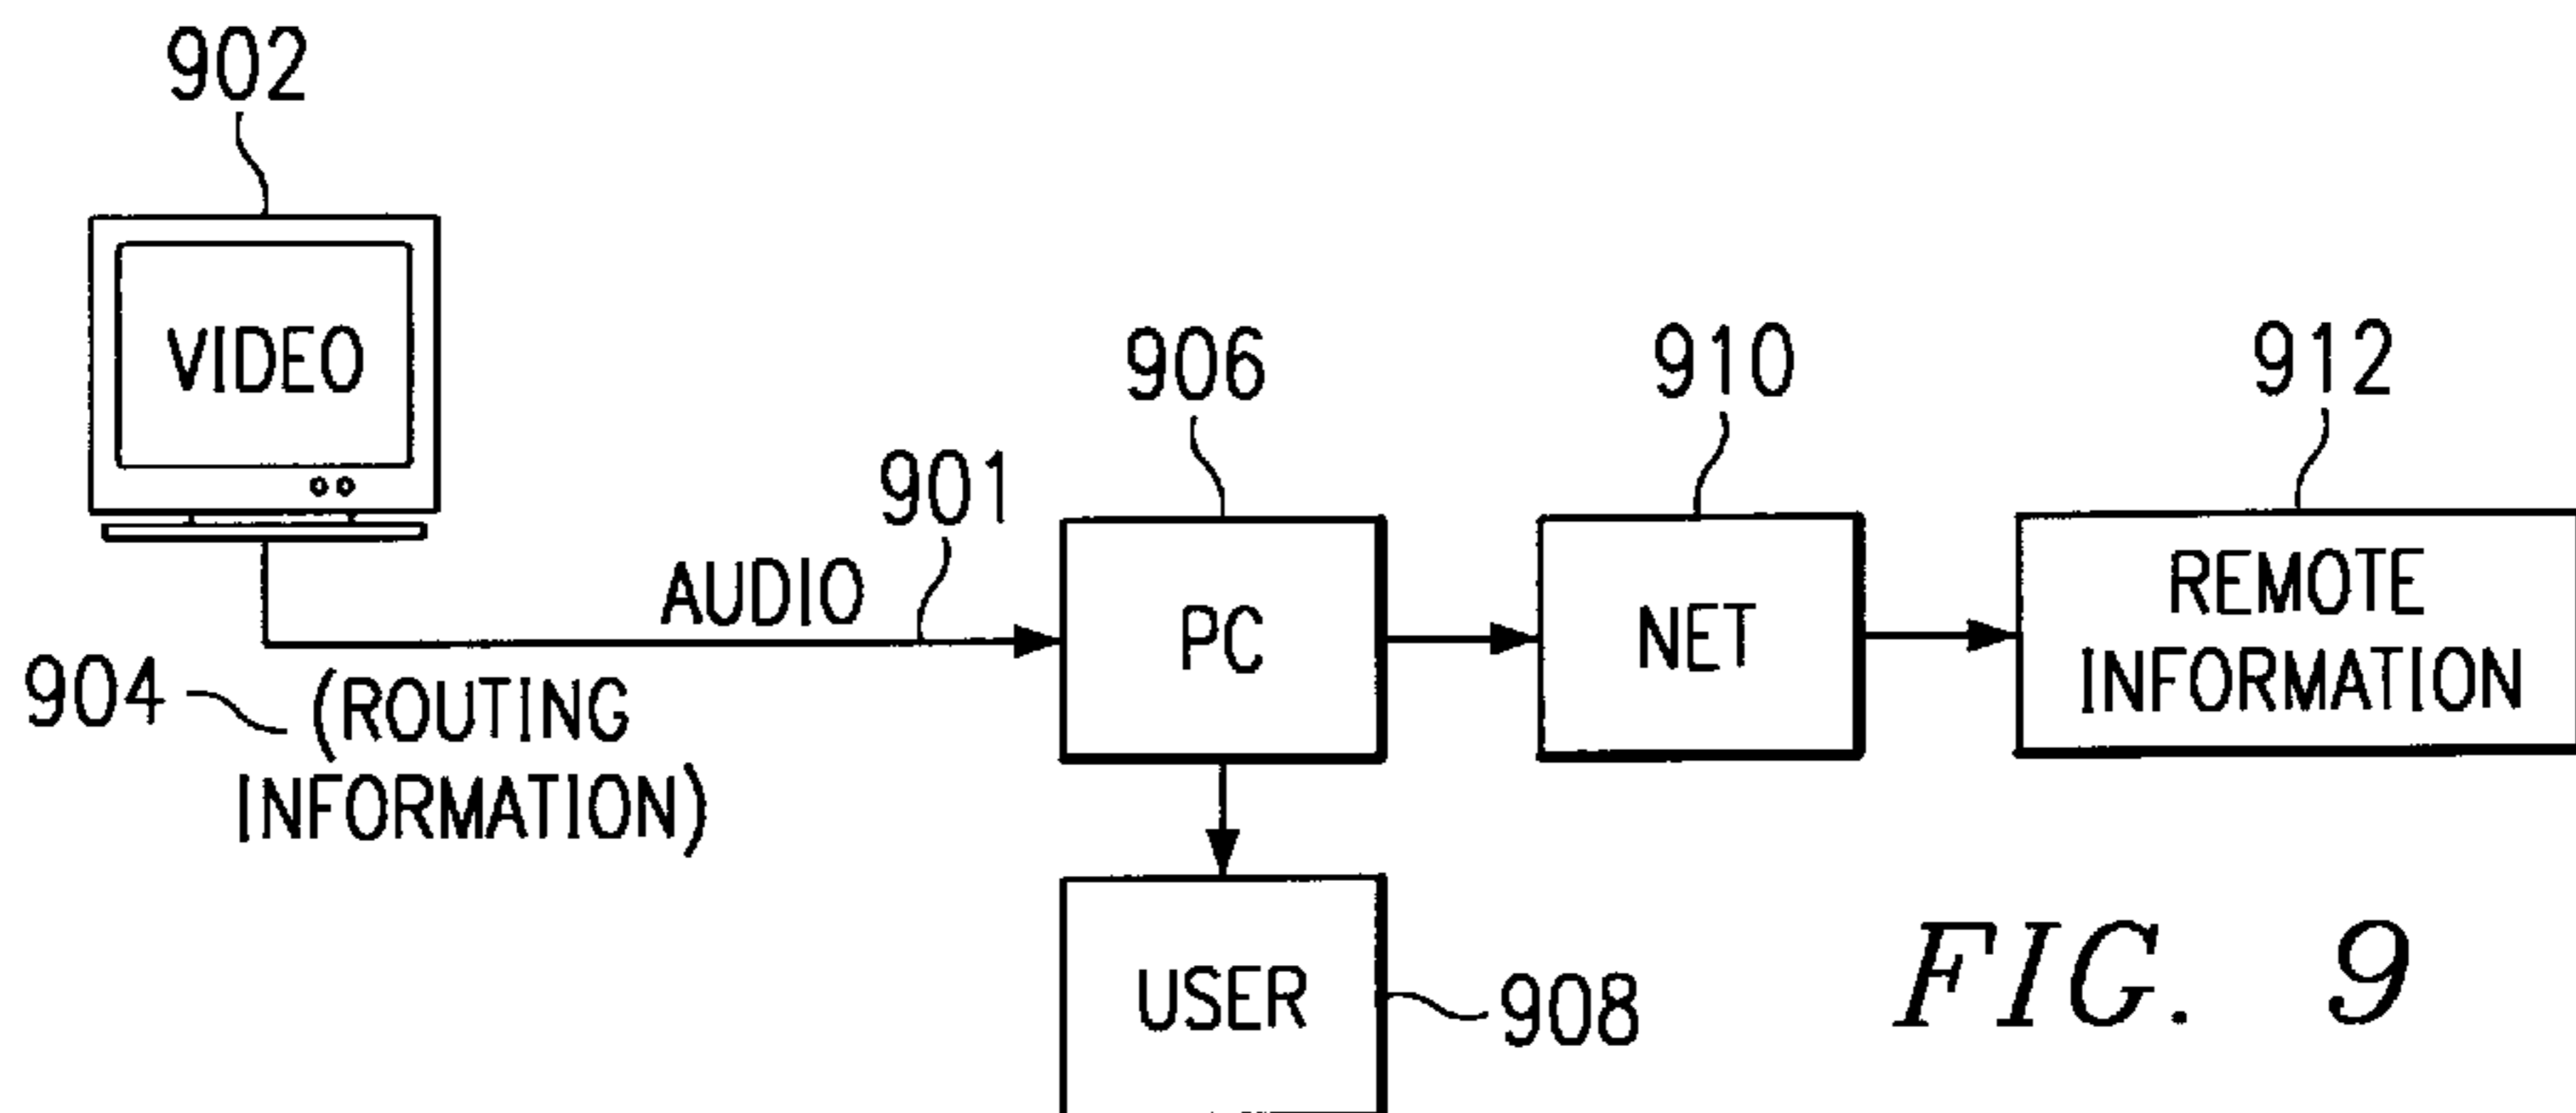 902
VIDEO
906
910
912
901
AUDIO
PC
NET
REMOTE
INFORMATION
904
(ROUTING
INFORMATION)
USER
908
FIG. 9